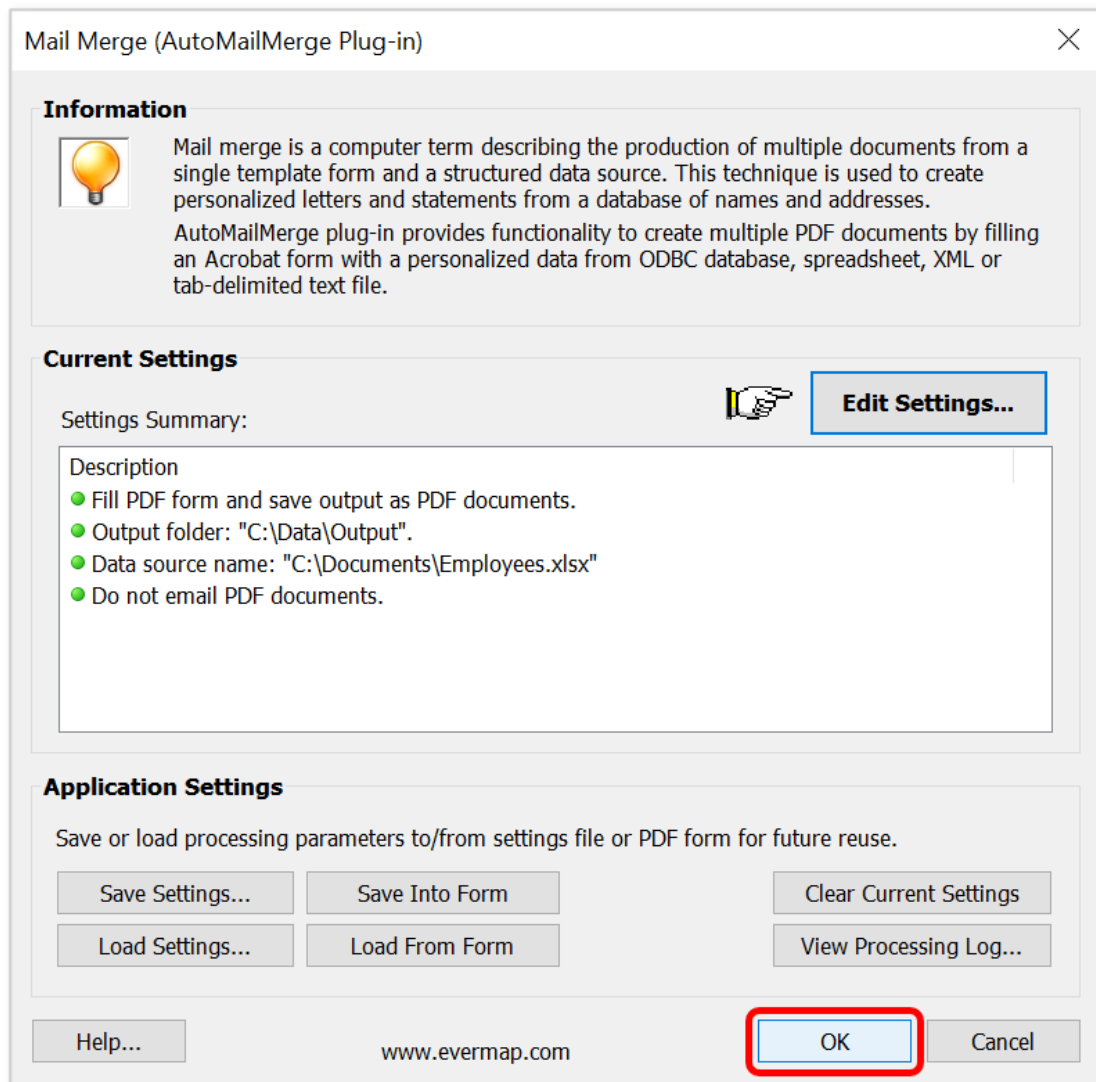 Mail Merge (AutoMailMerge Plug-in)
Information
Mail merge is a computer term describing the production of multiple documents from a
single template form and a structured data source. This technique is used to create
personalized letters and statements from a database of names and addresses.
AutoMailMerge plug-in provides functionality to create multiple PDF documents by filling
an Acrobat form with a personalized data from ODBC database, spreadsheet, XML or
tab-delimited text file.
Current Settings
Settings Summary:
Edit Settings...
Description
Fill PDF form and save output as PDF documents.
Output folder: "C:\Data\Output".
Data source name: "C:\Documents\Employees.xlsx"
Do not email PDF documents.
Application Settings
Save or load processing parameters to/from settings file or PDF form for future reuse.
Save Settings...
Save Into Form
Clear Current Settings
Load Settings...
Load From Form
View Processing Log...
Help...
www.evermap.com
OK
Cancel